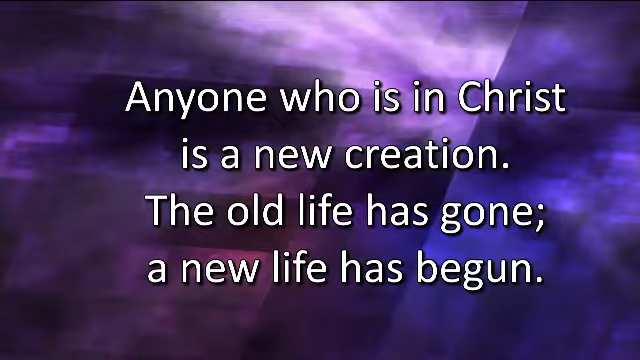 Anyone who is in Christ
is a new creation.
The old life has gone;
a new life has begun.